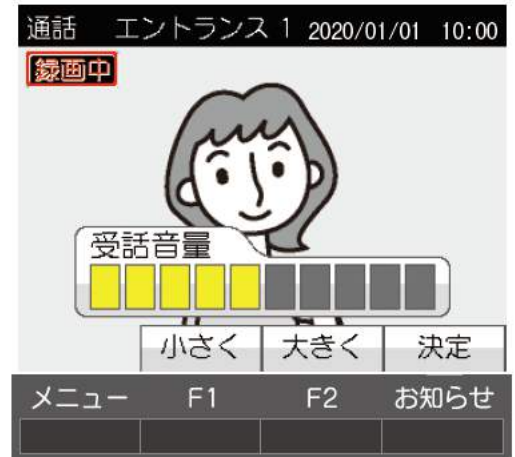 通話 エントランス 1 2020/01/01 10:00
録画中
受話音量
小さく 大きく 決定
メニュー F1 F2 お知らせ